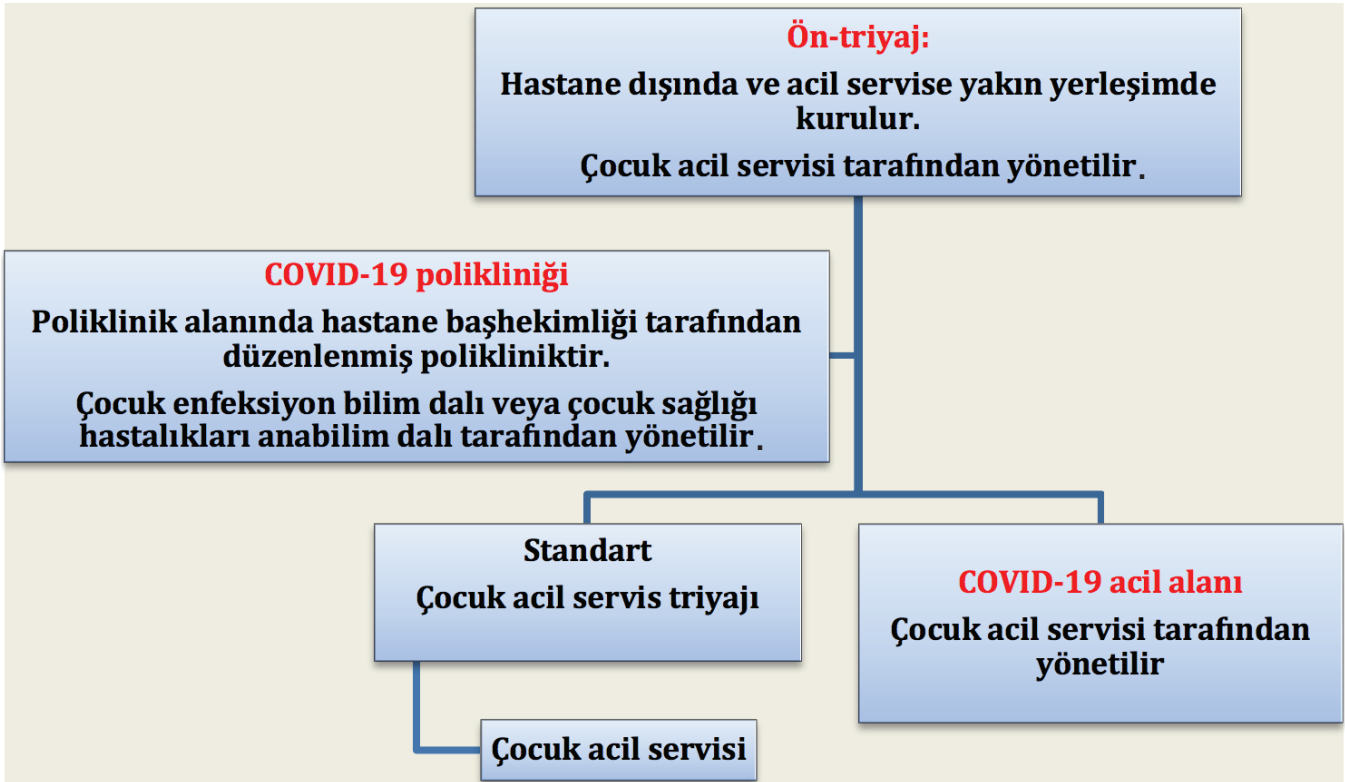 Ön-triyaj:
Hastane dışında ve acil servise yakın yerleşimde
kurulur.
Çocuk acil servisi tarafından yönetilir.
COVID-19 polikliniği
Poliklinik alanında hastane başhekimliği tarafından
düzenlenmiş polikliniktir.
Çocuk enfeksiyon bilim dalı veya çocuk sağlığı
hastalıkları anabilim dalı tarafından yönetilir.
Standart
Çocuk acil servis triyajı
COVID-19 acil alanı
Çocuk acil servisi tarafından
yönetilir
Çocuk acil servisi